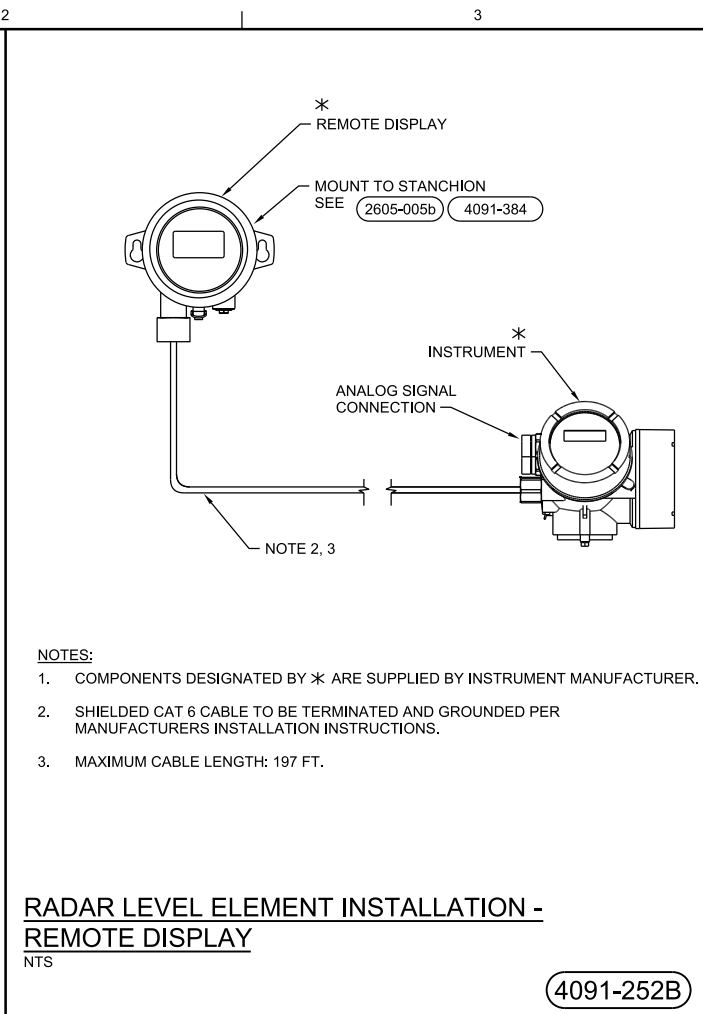 2 3
*
REMOTE DISPLAY
MOUNT TO STANCHION
SEE 2605-005b 4091-384
*
INSTRUMENT
ANALOG SIGNAL
CONNECTION
NOTE 2, 3
NOTES:
1. COMPONENTS DESIGNATED BY * ARE SUPPLIED BY INSTRUMENT MANUFACTURER.
2. SHIELDED CAT 6 CABLE TO BE TERMINATED AND GROUNDED PER
MANUFACTURERS INSTALLATION INSTRUCTIONS.
3. MAXIMUM CABLE LENGTH: 197 FT.
RADAR LEVEL ELEMENT INSTALLATION -
REMOTE DISPLAY
NTS
4091-252B